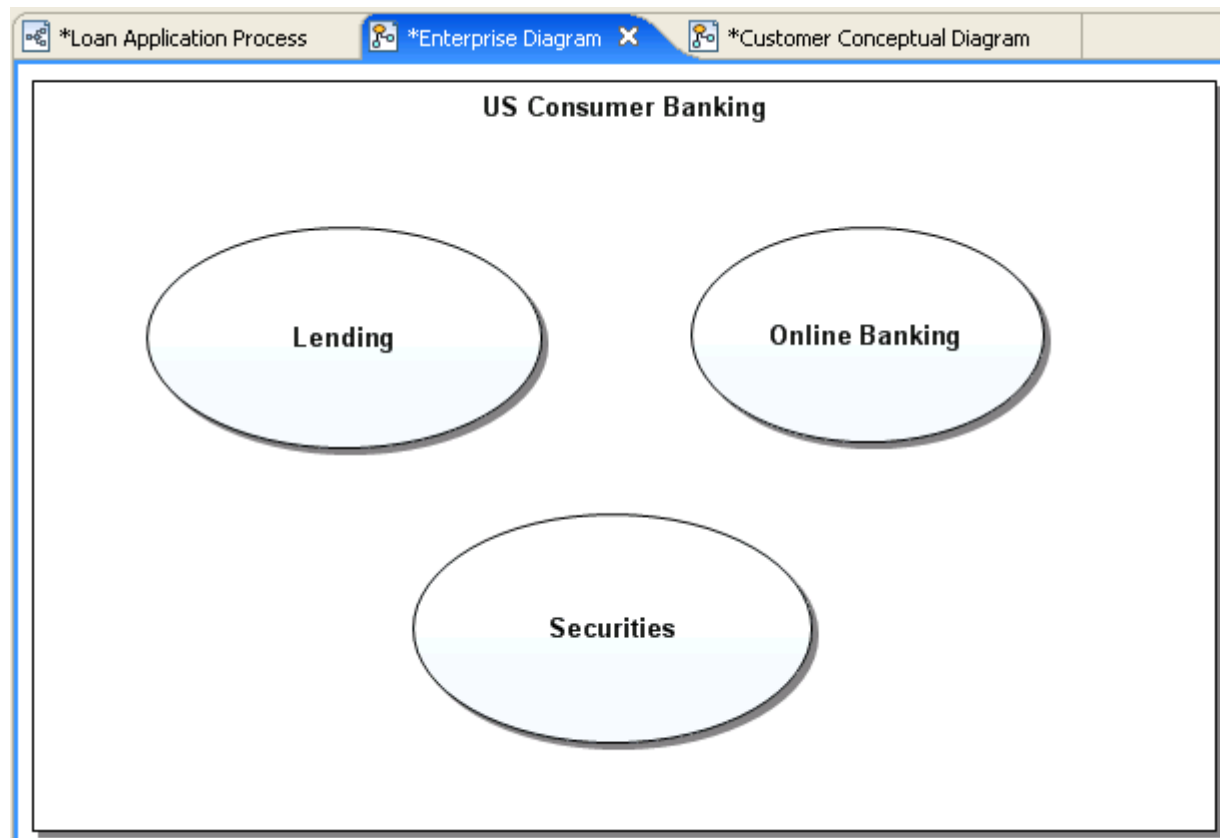 *Loan Application Process
*Enterprise Diagram
*Customer Conceptual Diagram
US Consumer Banking
Lending
Online Banking
Securities